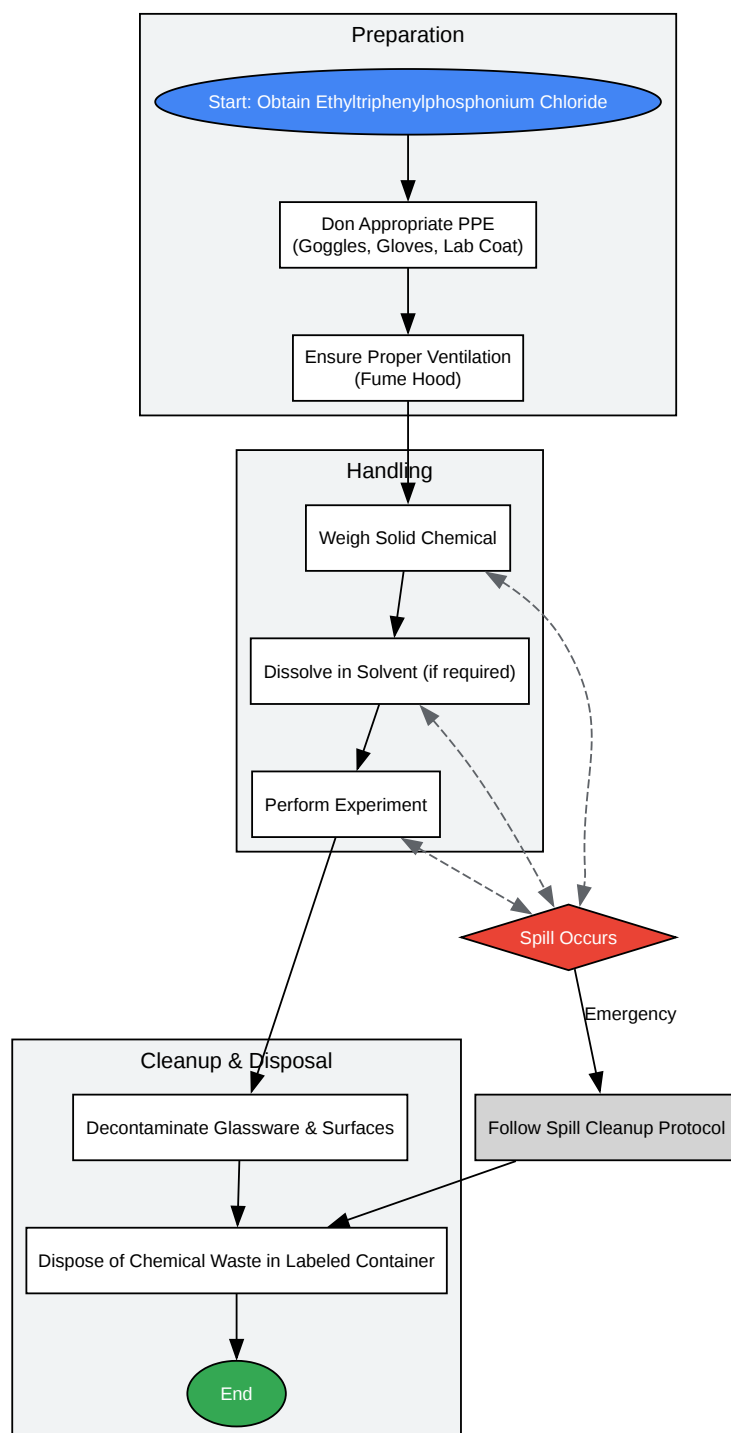 Preparation
Start: Obtain Ethyltriphenylphosphonium Chloride
Don Appropriate PPE
(Goggles, Gloves, Lab Coat)
Ensure Proper Ventilation
(Fume Hood)
Handling
Weigh Solid Chemical
Dissolve in Solvent (if required)
Perform Experiment
Spill Occurs
Emergency
Cleanup & Disposal
Decontaminate Glassware & Surfaces
Follow Spill Cleanup Protocol
Dispose of Chemical Waste in Labeled Container
End